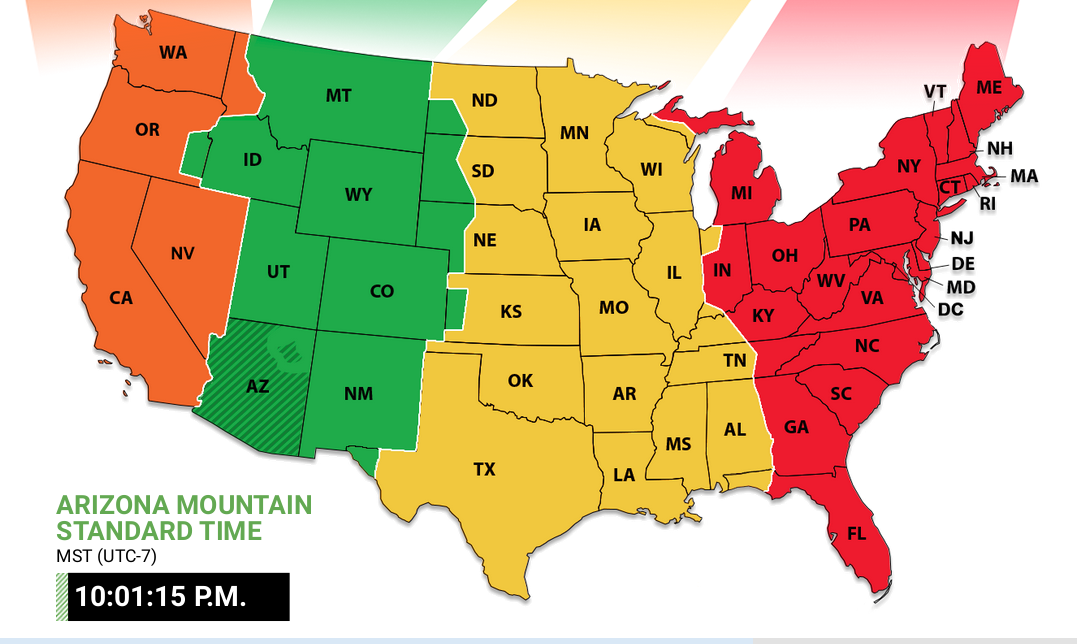 WA
MT
ND
MN
ME
VT
OR
ID
SD
WI
NH
NY
MA
CT
RI
WY
MI
NV
UT
NE
IA
PA
NJ
CA
CO
IL
IN
OH
DE
WV
MD
VA
DC
KS
MO
KY
NC
AZ
NM
OK
AR
TN
SC
TX
LA
MS
AL
GA
FL
ARIZONA MOUNTAIN
STANDARD TIME
MST (UTC-7)
10:01:15 P.M.